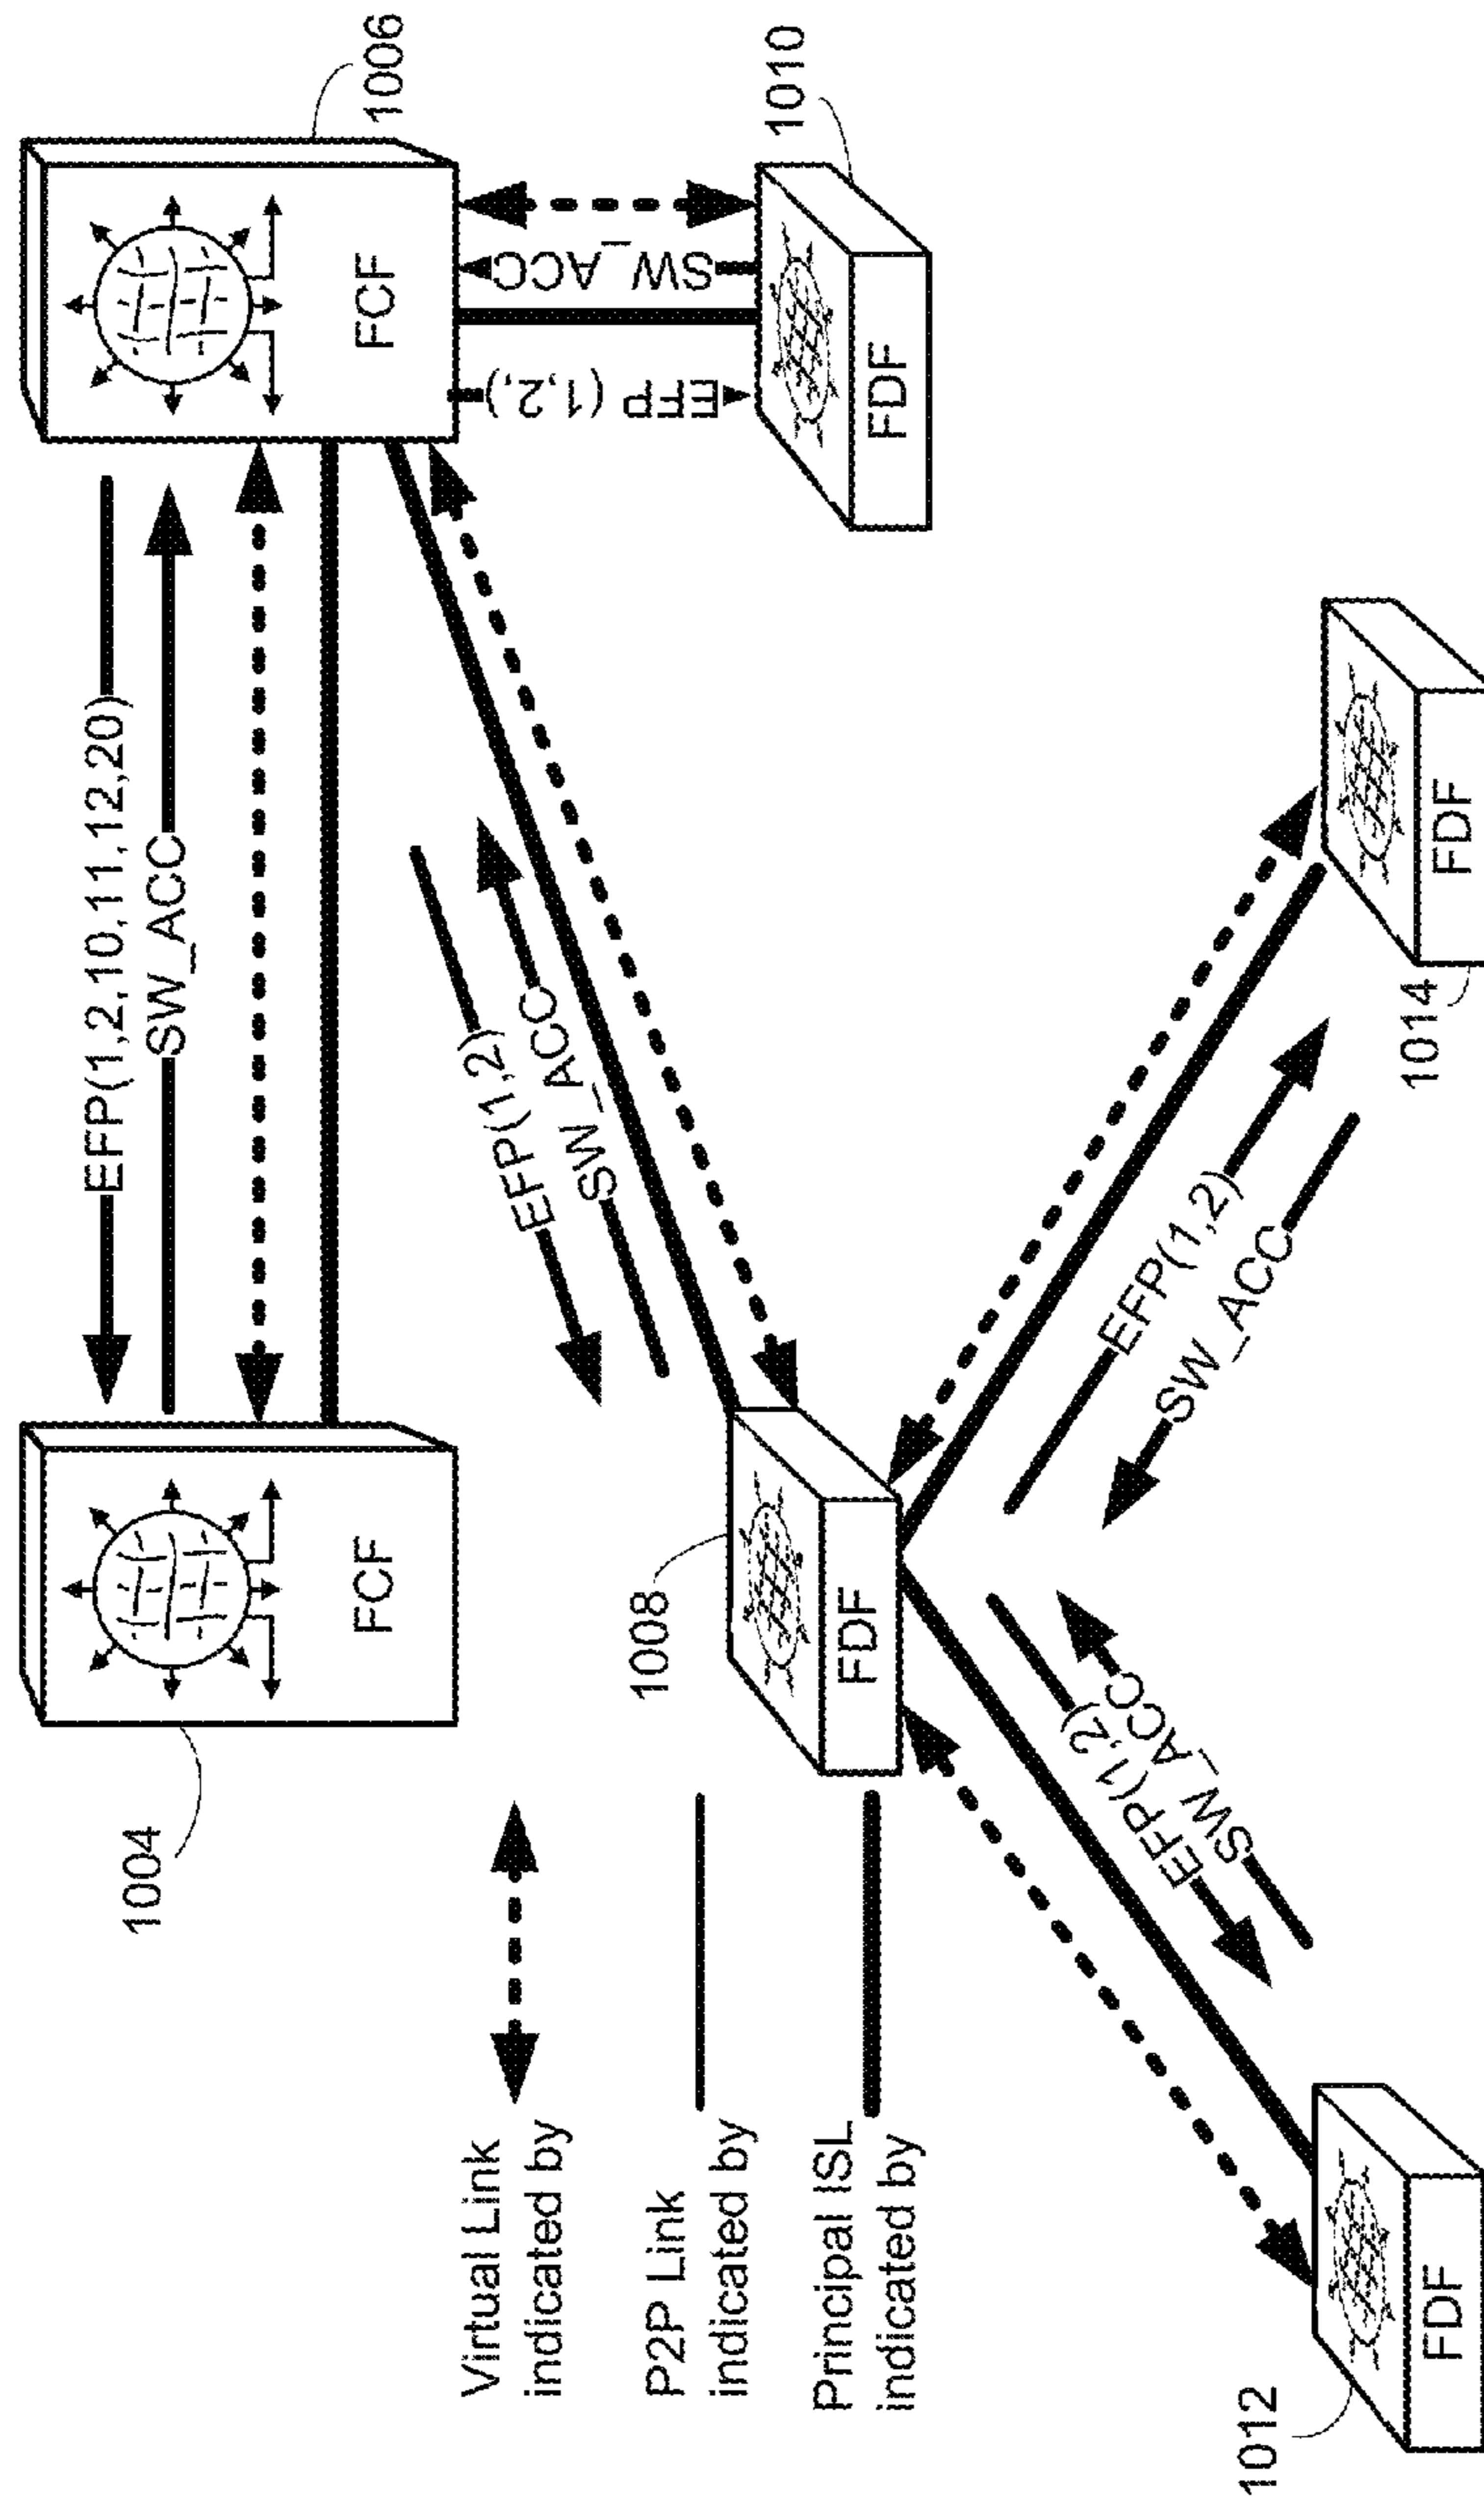 1004
FCF
EFP(1,2,10,11,12,20)
SW_ACC
FCF
1006
Virtual Link
indicated by
P2P Link
indicated by
Principal ISL
indicated by
1008
FDF
EFP(1,2)
SW_ACC
EFP (1,2,)
SW_ACC
1010
FDF
1012
FDF
EFP(1,2)
SW_ACC
EFP(1,2)
SW_ACC
1014
FDF